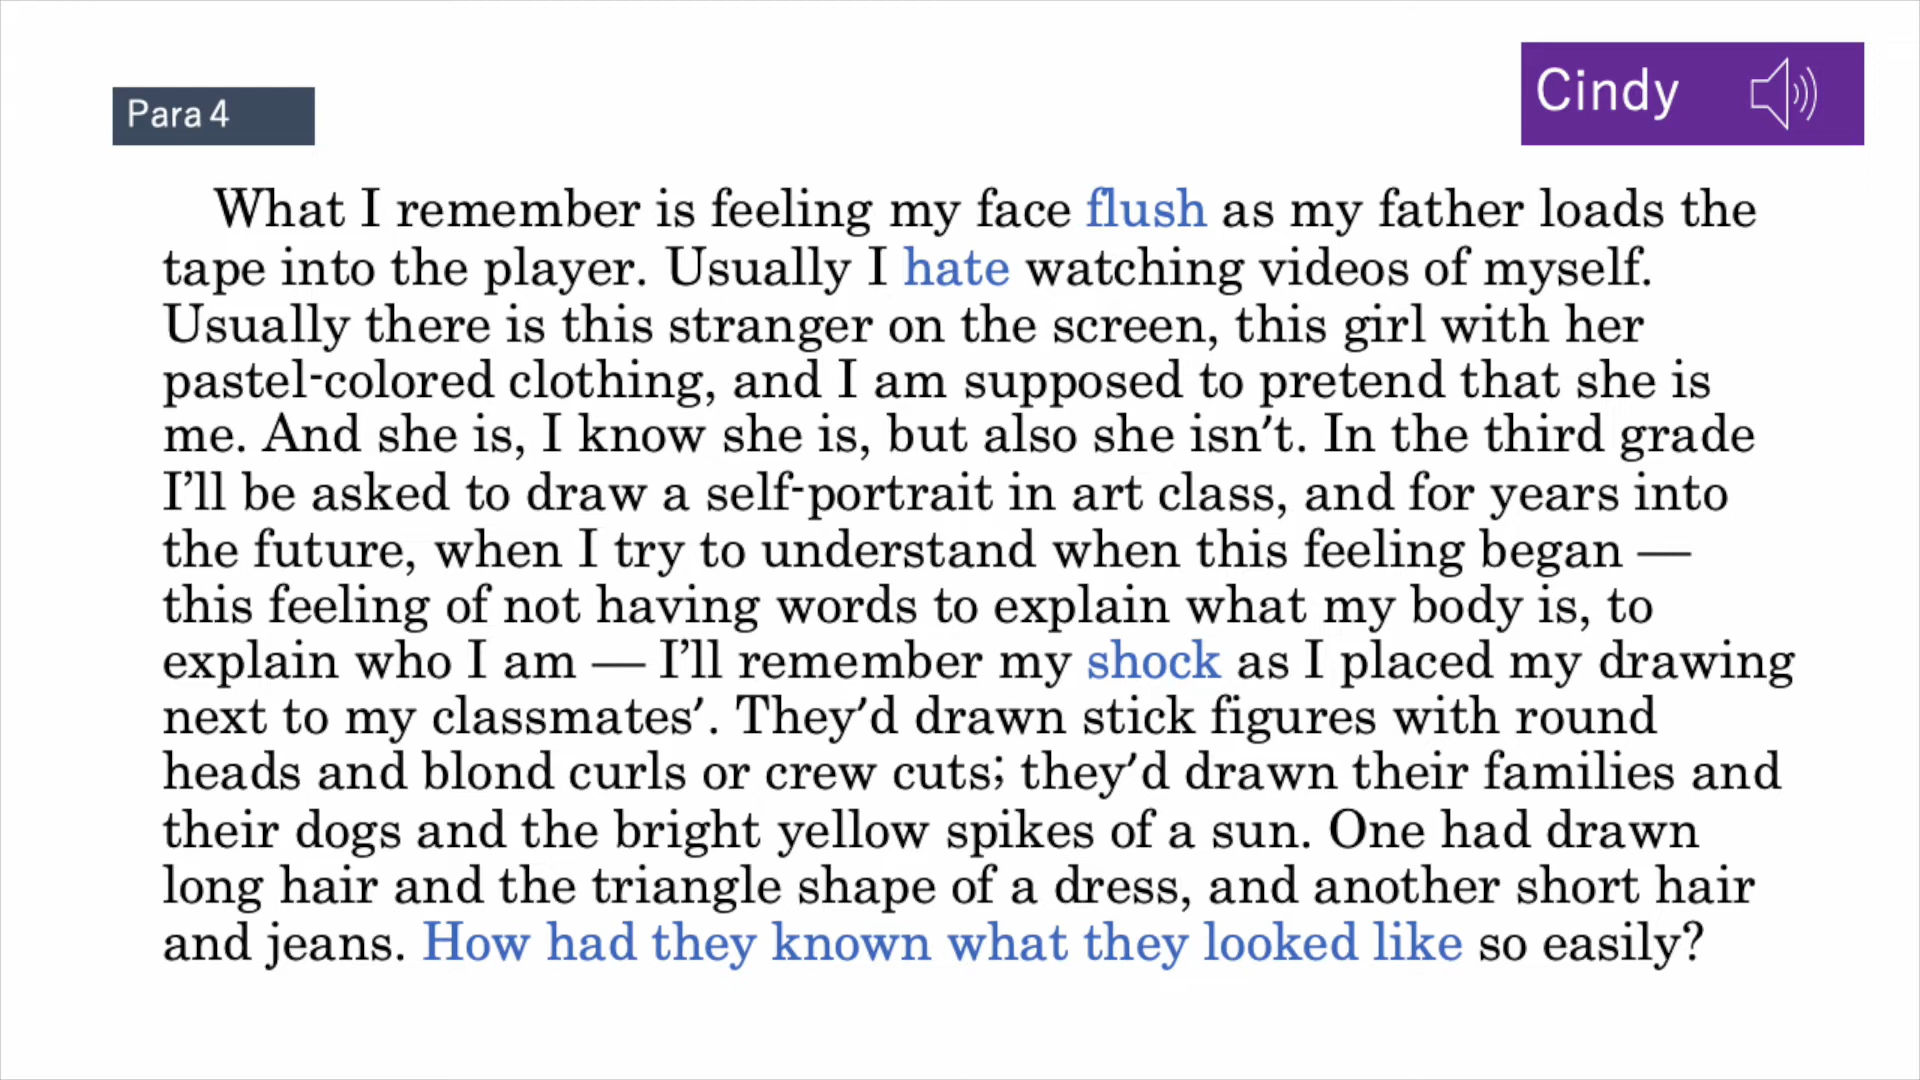 Cindy
Para 4
What I remember is feeling my face flush as my father loads the
tape into the player. Usually I hate watching videos of myself.
Usually there is this stranger on the screen, this girl with her
pastel-colored clothing, and I am supposed to pretend that she is
me. And she is, I know she is, but also she isn't. In the third grade
I’ll be asked to draw a self-portrait in art class, and for years into
the future, when I try to understand when this feeling began —
this feeling of not having words to explain what my body is, to
explain who I am — I’ll remember my shock as I placed my drawing
next to my classmates'. They'd drawn stick figures with round
heads and blond curls or crew cuts; they'd drawn their families and
their dogs and the bright yellow spikes of a sun. One had drawn
long hair and the triangle shape of a dress, and another short hair
and jeans. How had they known what they looked like so easily?